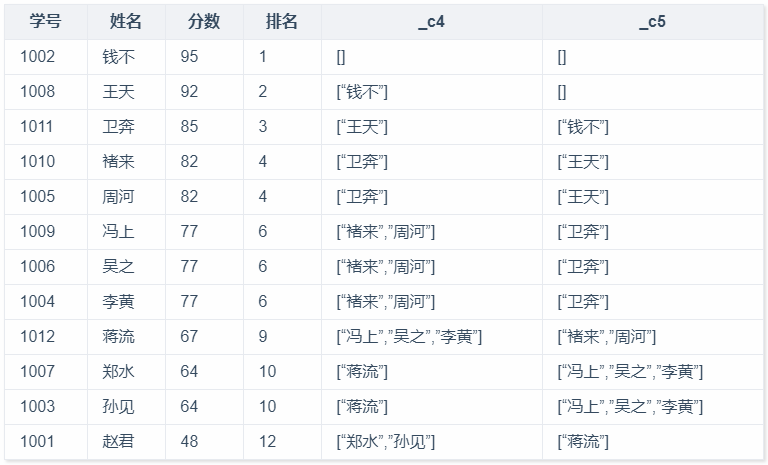 学号 姓名 分数 排名 _c4 _c5
1002 钱不 95 1 [] []
1008 王天 92 2 [“钱不”] []
1011 卫奔 85 3 [“王天”] [“钱不”]
1010 褚来 82 4 [“卫奔”] [“王天”]
1005 周河 82 4 [“卫奔”] [“王天”]
1009 冯上 77 6 [“褚来”,”周河”] [“卫奔”]
1006 吴之 77 6 [“褚来”,”周河”] [“卫奔”]
1004 李黄 77 6 [“褚来”,”周河”] [“卫奔”]
1012 蒋流 67 9 [“冯上”,”吴之”,”李黄”] [“褚来”,”周河”]
1007 郑水 64 10 [“蒋流”] [“冯上”,”吴之”,”李黄”]
1003 孙见 64 10 [“蒋流”] [“冯上”,”吴之”,”李黄”]
1001 赵君 48 12 [“郑水”,”孙见”] [“蒋流”]